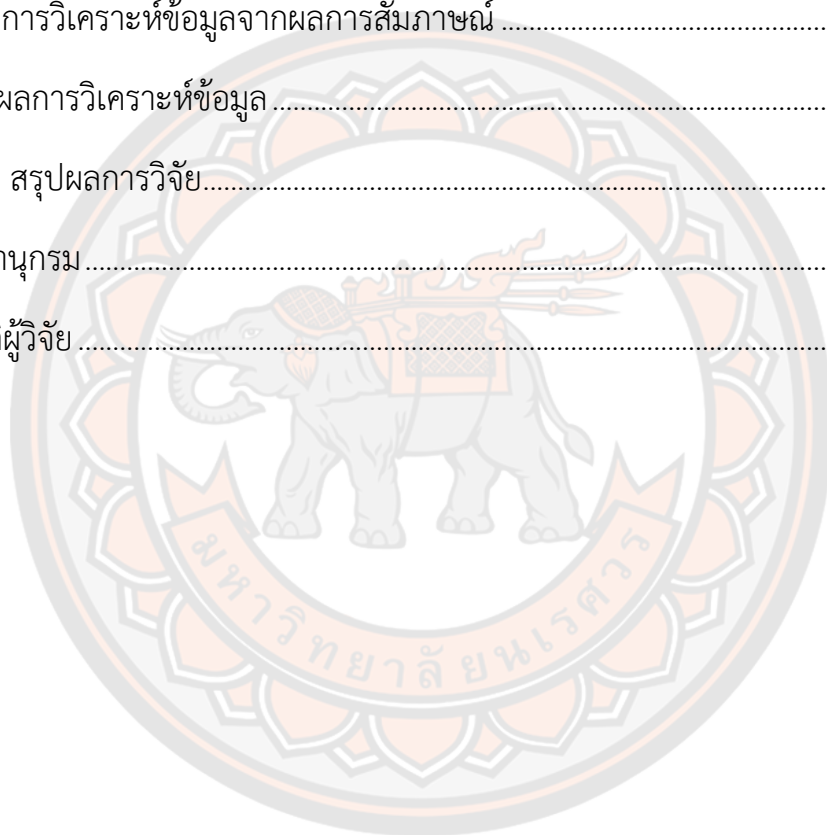 การวิเคราะห์ข้อมูลจากผลการสัมภาษณ์ ........................................................
ผลการวิเคราะห์ข้อมูล ........................................................
สรุปผลการวิจัย........................................................
านุกรม ........................................................
ผู้วิจัย ........................................................
มหาวิทยาลัยนเรศวร